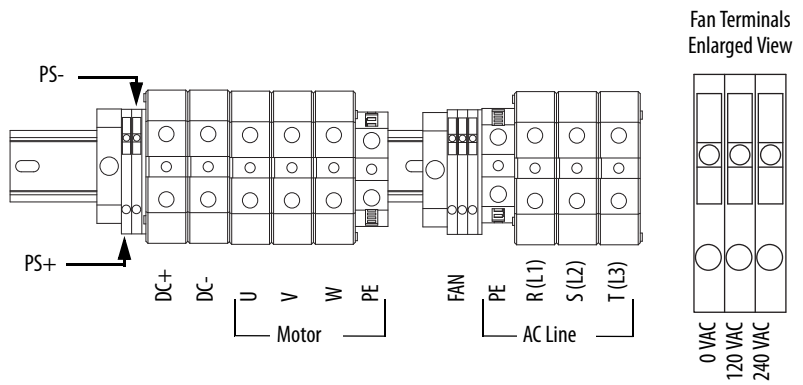 Fan Terminals
Enlarged View
PS-
PS+
DC+
DC-
U
V
W
PE
FAN
PE
R (L1)
S (L2)
T (L3)
Motor
AC Line
0 VAC
120 VAC
240 VAC